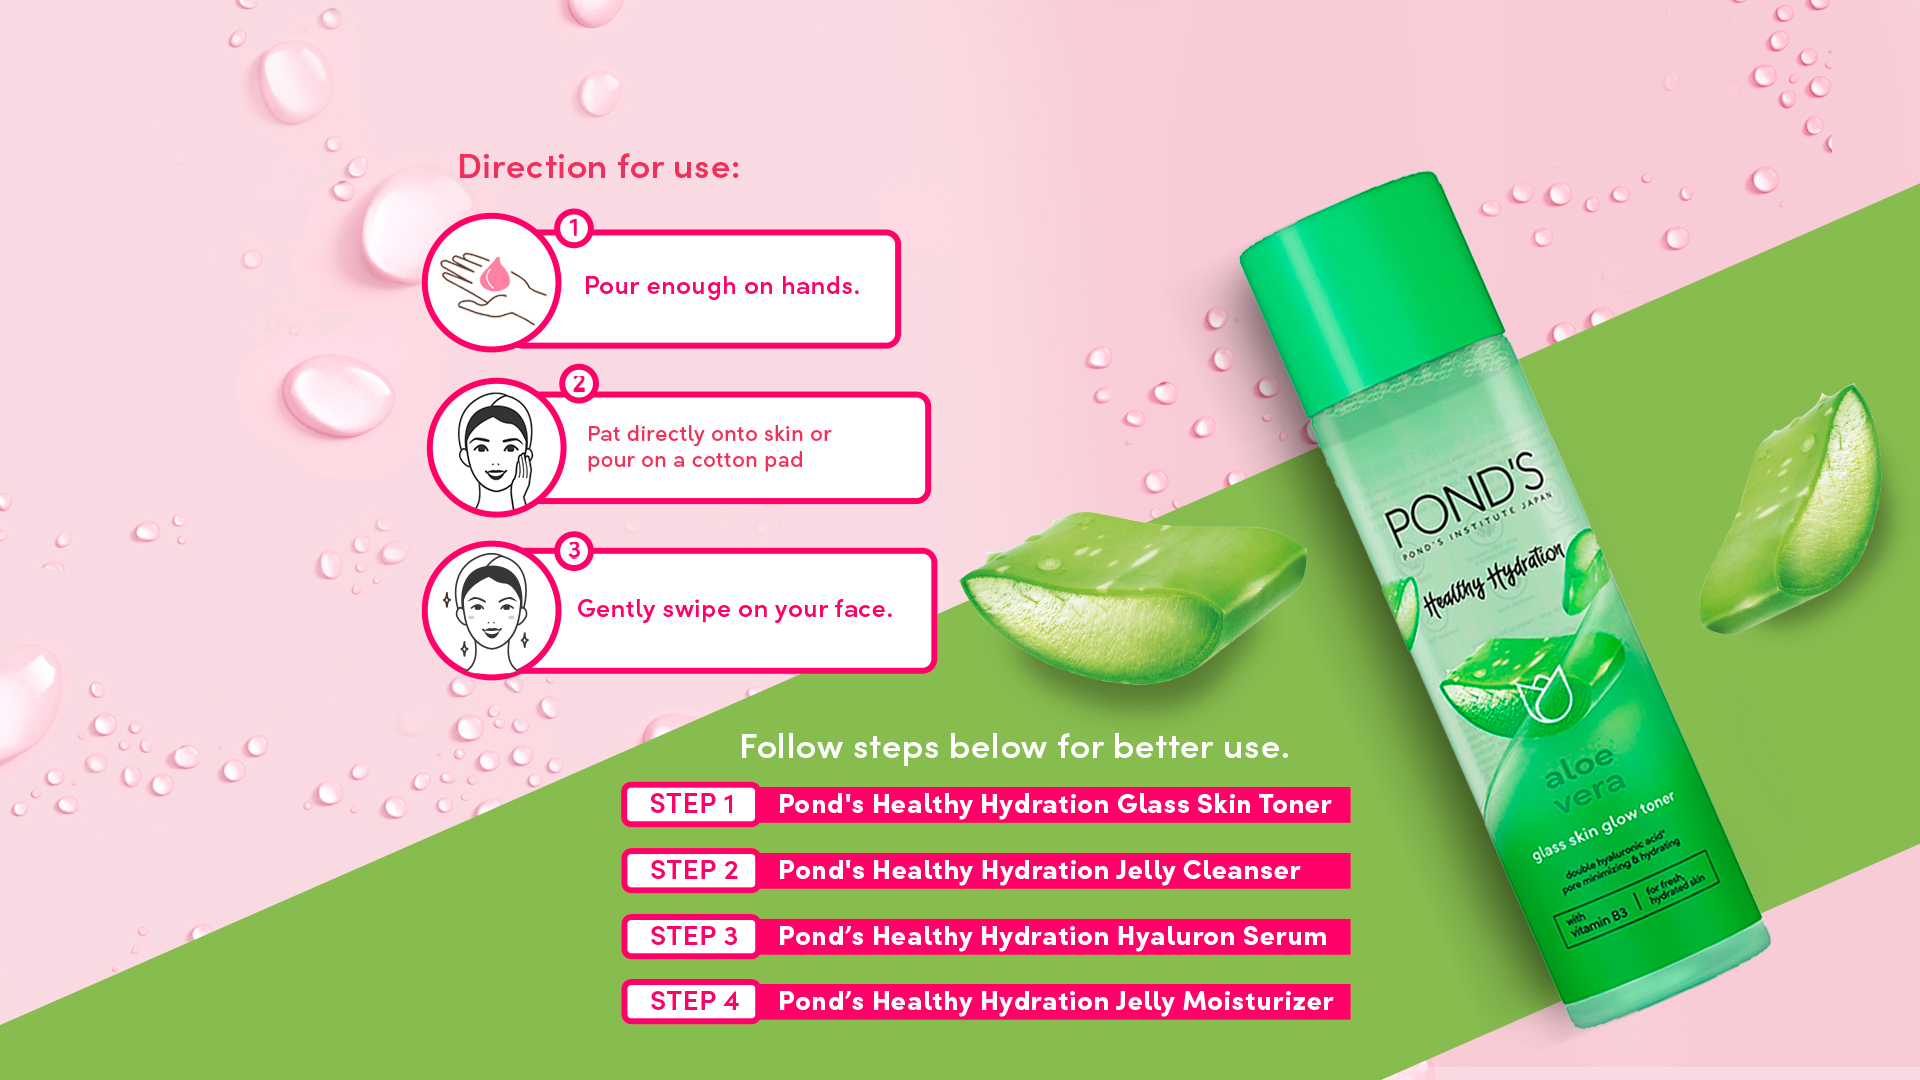 Direction for use:
1
Pour enough on hands.
2
Pat directly onto skin or
pour on a cotton pad
3
Gently swipe on your face.
Follow steps below for better use.
STEP 1 Pond's Healthy Hydration Glass Skin Toner
STEP 2 Pond's Healthy Hydration Jelly Cleanser
STEP 3 Pond’s Healthy Hydration Hyaluron Serum
STEP 4 Pond’s Healthy Hydration Jelly Moisturizer
POND'S
POND'S INSTITUTE JAPAN
Healthy Hydration
aloe
vera
glass skin glow toner
double hyaluronic acid*
pore minimizing & hydrating
with
vitamin B3
for fresh,
hydrated skin